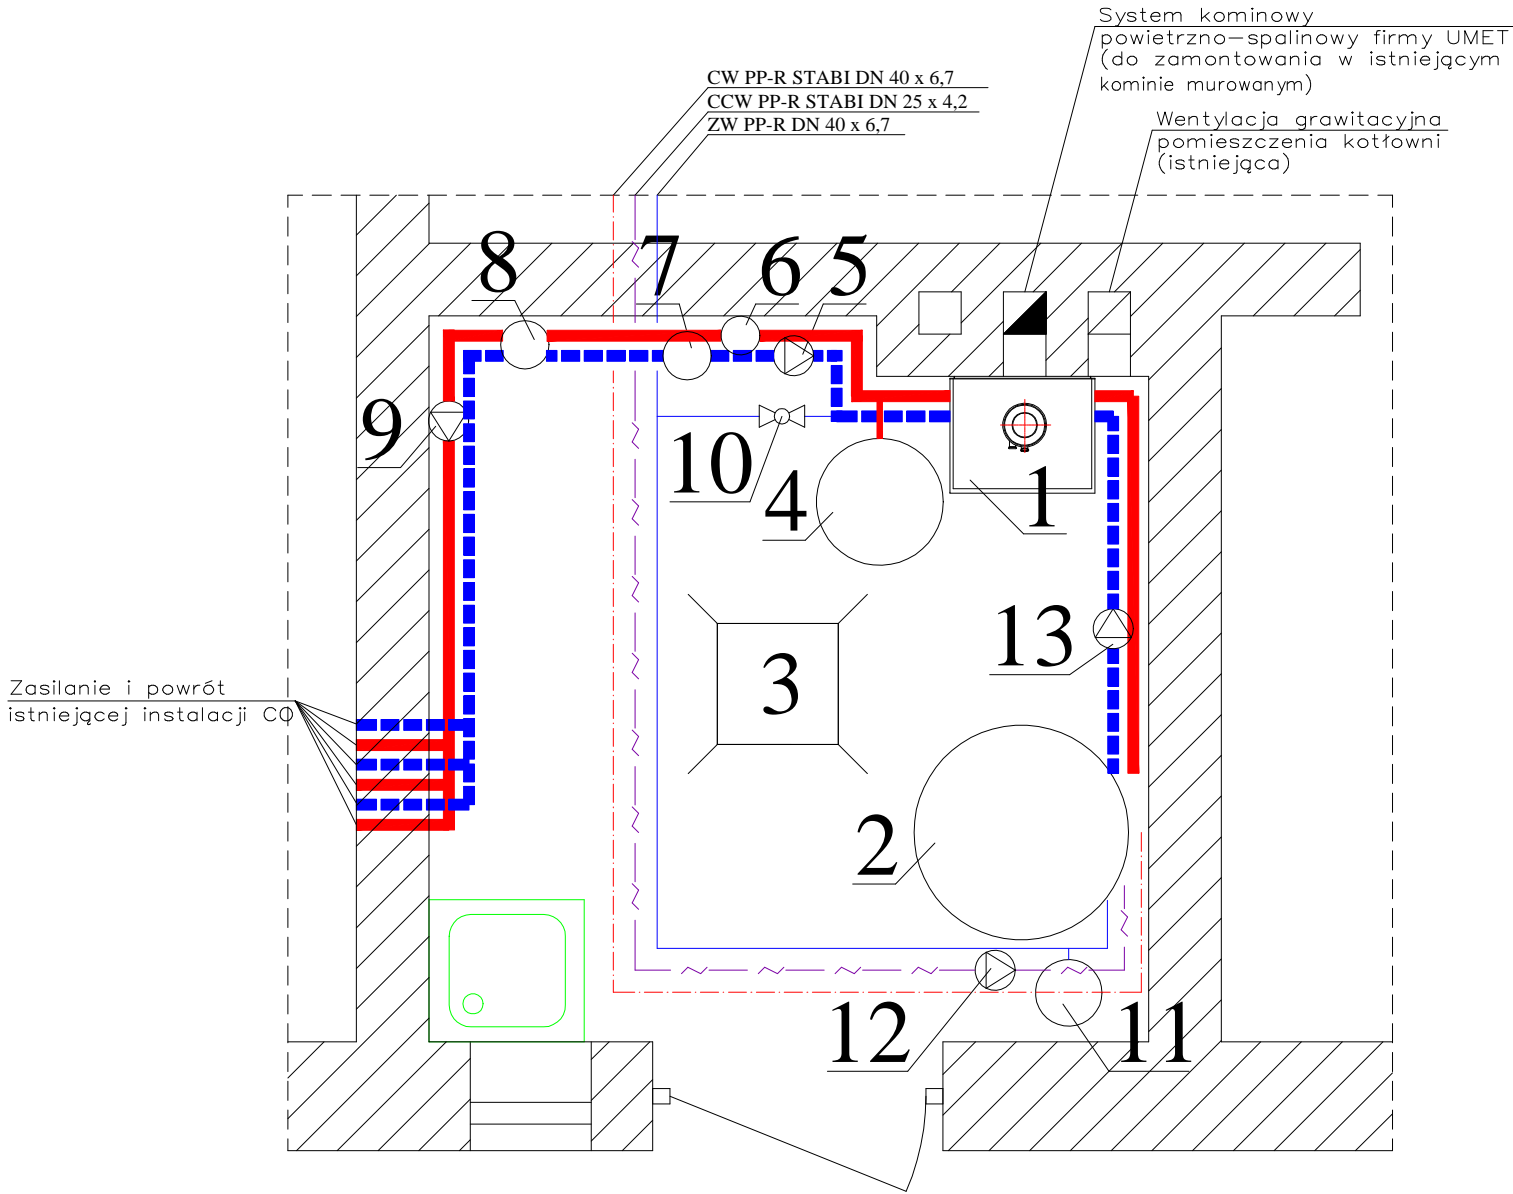 System kominowy
powietrzno-spalinowy firmy UMET
(do zamontowania w istniejącym
kominie murowanym)
CW PP-R STABI DN 40 x 6,7
CCW PP-R STABI DN 25 x 4,2
ZW PP-R DN 40 x 6,7
Wentylacja grawitacyjna
pomieszczenia kotłowni
(istniejąca)
8
7
6
5
9
10
4
1
13
3
Zasilanie i powrót
istniejącej instalacji CO
2
12
11